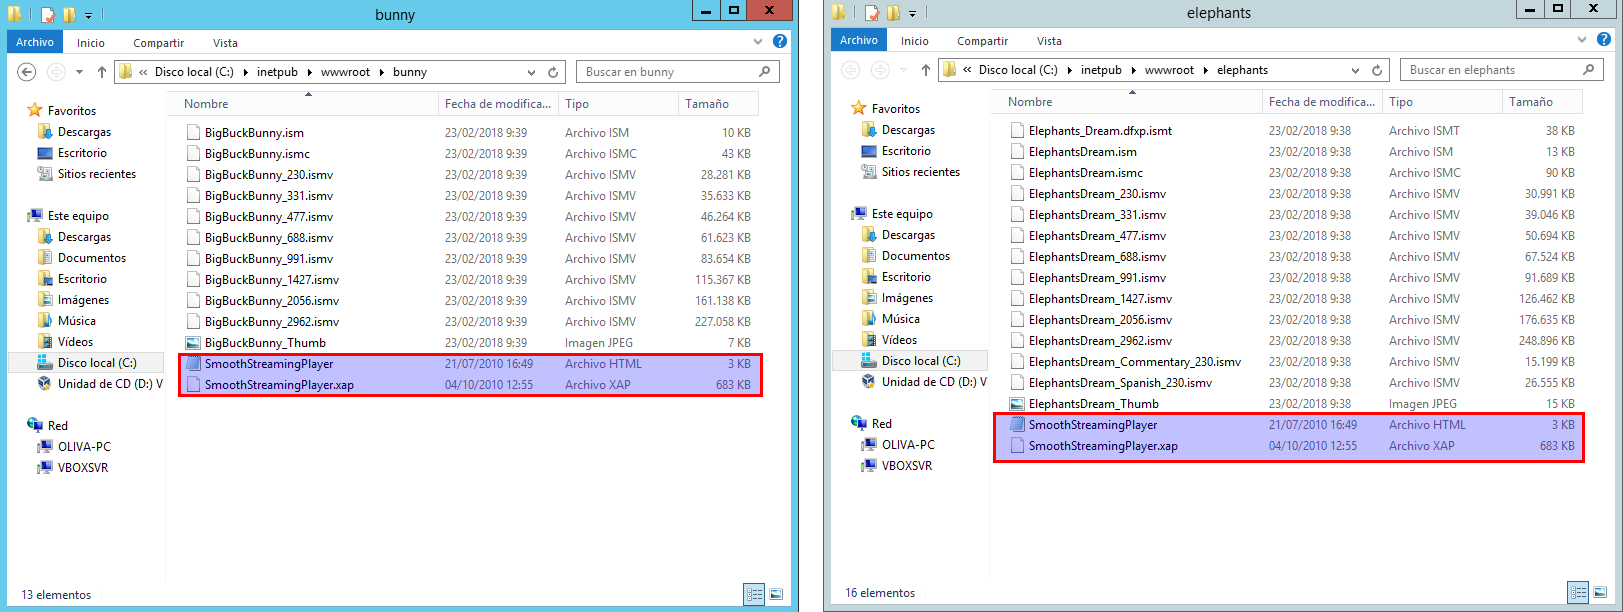 bunny
Archivo Inicio Compartir Vista
« Disco local (C:) inetpub wwwroot bunny Buscar en bunny
Favoritos
Descargas
Escritorio
Sitios recientes
Este equipo
Descargas
Documentos
Escritorio
Imágenes
Música
Vídeos
Disco local (C:)
Unidad de CD (D:) V
Red
OLIVA-PC
VBOXSVR
Nombre Fecha de modifica... Tipo Tamaño
BigBuckBunny.ism 23/02/2018 9:39 Archivo ISM 10 KB
BigBuckBunny.ismc 23/02/2018 9:39 Archivo ISMC 43 KB
BigBuckBunny_230.ismv 23/02/2018 9:39 Archivo ISMV 28.281 KB
BigBuckBunny_331.ismv 23/02/2018 9:39 Archivo ISMV 35.633 KB
BigBuckBunny_477.ismv 23/02/2018 9:39 Archivo ISMV 46.264 KB
BigBuckBunny_688.ismv 23/02/2018 9:39 Archivo ISMV 61.623 KB
BigBuckBunny_991.ismv 23/02/2018 9:39 Archivo ISMV 83.654 KB
BigBuckBunny_1427.ismv 23/02/2018 9:39 Archivo ISMV 115.367 KB
BigBuckBunny_2056.ismv 23/02/2018 9:39 Archivo ISMV 161.138 KB
BigBuckBunny_2962.ismv 23/02/2018 9:39 Archivo ISMV 227.058 KB
BigBuckBunny_Thumb 23/02/2018 9:39 Imagen JPEG 7 KB
SmoothStreamingPlayer 21/07/2010 16:49 Archivo HTML 3 KB
SmoothStreamingPlayer.xap 04/10/2010 12:55 Archivo XAP 683 KB
13 elementos
elephants
Archivo Inicio Compartir Vista
« Disco local (C:) inetpub wwwroot elephants Buscar en elephants
Favoritos
Descargas
Escritorio
Sitios recientes
Este equipo
Descargas
Documentos
Escritorio
Imágenes
Música
Vídeos
Disco local (C:)
Unidad de CD (D:) V
Red
OLIVA-PC
VBOXSVR
Nombre Fecha de modifica... Tipo Tamaño
Elephants_Dream.dfxp.ismt 23/02/2018 9:38 Archivo ISMT 38 KB
ElephantsDream.ism 23/02/2018 9:38 Archivo ISM 13 KB
ElephantsDream.ismc 23/02/2018 9:38 Archivo ISMC 90 KB
ElephantsDream_230.ismv 23/02/2018 9:38 Archivo ISMV 30.991 KB
ElephantsDream_331.ismv 23/02/2018 9:38 Archivo ISMV 39.046 KB
ElephantsDream_477.ismv 23/02/2018 9:38 Archivo ISMV 50.694 KB
ElephantsDream_688.ismv 23/02/2018 9:38 Archivo ISMV 67.524 KB
ElephantsDream_991.ismv 23/02/2018 9:38 Archivo ISMV 91.689 KB
ElephantsDream_1427.ismv 23/02/2018 9:38 Archivo ISMV 126.462 KB
ElephantsDream_2056.ismv 23/02/2018 9:38 Archivo ISMV 176.635 KB
ElephantsDream_2962.ismv 23/02/2018 9:38 Archivo ISMV 248.896 KB
ElephantsDream_Commentary_230.ismv 23/02/2018 9:38 Archivo ISMV 15.199 KB
ElephantsDream_Spanish_230.ismv 23/02/2018 9:38 Archivo ISMV 26.555 KB
ElephantsDream_Thumb 23/02/2018 9:38 Imagen JPEG 15 KB
SmoothStreamingPlayer 21/07/2010 16:49 Archivo HTML 3 KB
SmoothStreamingPlayer.xap 04/10/2010 12:55 Archivo XAP 683 KB
16 elementos